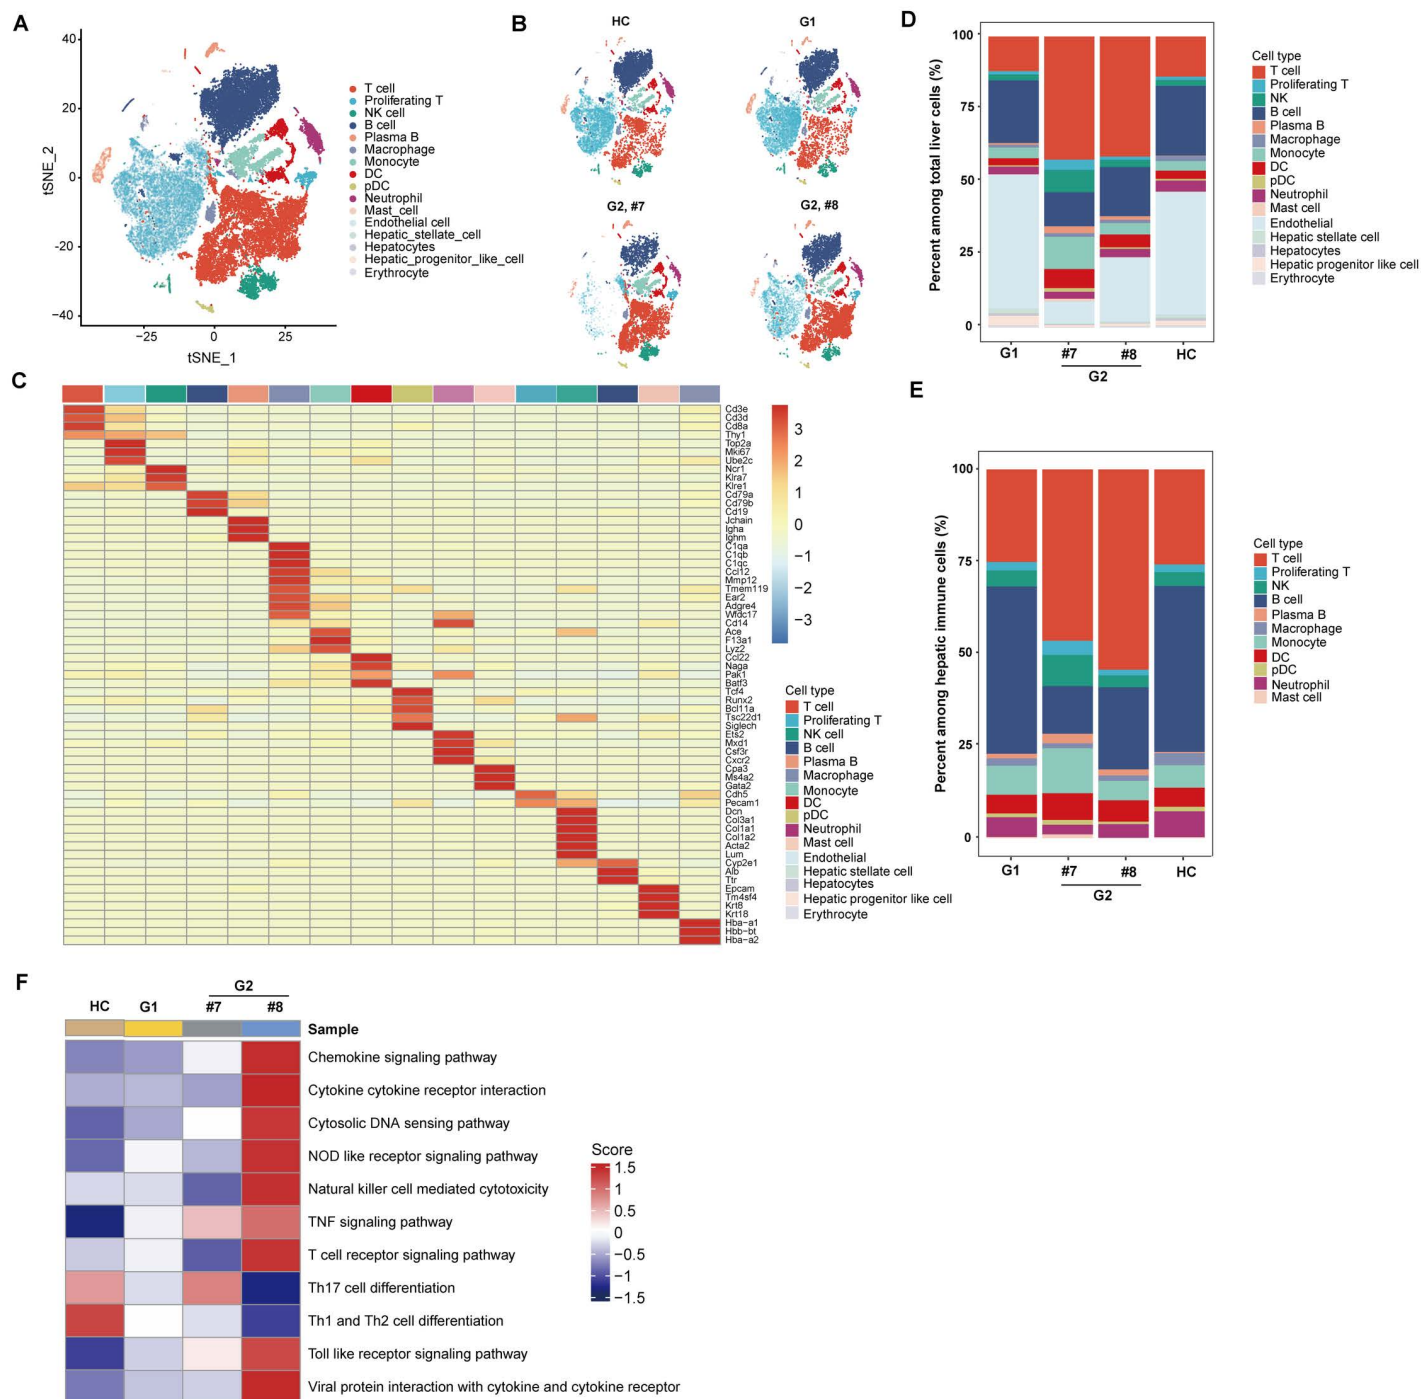 A
40
20
0
−20
−40
tSNE_2
−25
0
25
tSNE_1
T cell
Proliferating T
NK cell
B cell
Plasma B
Macrophage
Monocyte
DC
pDC
Neutrophil
Mast_cell
Endothelial cell
Hepatic_stellate_cell
Hepatocytes
Hepatic_progenitor_like_cell
Erythrocyte
B
HC
G1
G2, #7
G2, #8
D
Percent among total liver cells (%)
100
75
50
25
0
G1
#7
#8
HC
G2
Cell type
T cell
Proliferating T
NK
B cell
Plasma B
Macrophage
Monocyte
DC
pDC
Neutrophil
Mast cell
Endothelial
Hepatic stellate cell
Hepatocytes
Hepatic progenitor like cell
Erythrocyte
C
Cd3e
Cd3d
Cd8a
Thy1
Top2a
Mki67
Ube2c
Ncr1
Klra7
Klre1
Cd79a
Cd79b
Cd19
Jchain
Igha
Ighm
C1qa
C1qb
C1qc
Ccl12
Mmp12
Tmem119
Ear2
Adgre4
Wfdc17
Cd14
Ace
F13a1
Lyz2
Ccl22
Naga
Pak1
Batf3
Tcf4
Runx2
Bcl11a
Tsc22d1
Siglech
Ets2
Mxd1
Csf3r
Cxcr2
Cpa3
Ms4a2
Gata2
Cdh5
Pecam1
Dcn
Col3a1
Col1a1
Col1a2
Acta2
Lum
Cyp2e1
Alb
Ttr
Epcam
Tm4sf4
Krt8
Krt18
Hba−a1
Hbb−bt
Hba−a2
3
2
1
0
−1
−2
−3
Cell type
T cell
Proliferating T
NK cell
B cell
Plasma B
Macrophage
Monocyte
DC
pDC
Neutrophil
Mast cell
Endothelial
Hepatic stellate cell
Hepatocytes
Hepatic progenitor like cell
Erythrocyte
E
Percent among hepatic immune cells (%)
100
75
50
25
0
G1
#7
#8
HC
G2
Cell type
T cell
Proliferating T
NK
B cell
Plasma B
Macrophage
Monocyte
DC
pDC
Neutrophil
Mast cell
F
G2
HC
G1
#7
#8
Sample
Chemokine signaling pathway
Cytokine cytokine receptor interaction
Cytosolic DNA sensing pathway
NOD like receptor signaling pathway
Natural killer cell mediated cytotoxicity
TNF signaling pathway
T cell receptor signaling pathway
Th17 cell differentiation
Th1 and Th2 cell differentiation
Toll like receptor signaling pathway
Viral protein interaction with cytokine and cytokine receptor
Score
1.5
1
0.5
0
−0.5
−1
−1.5